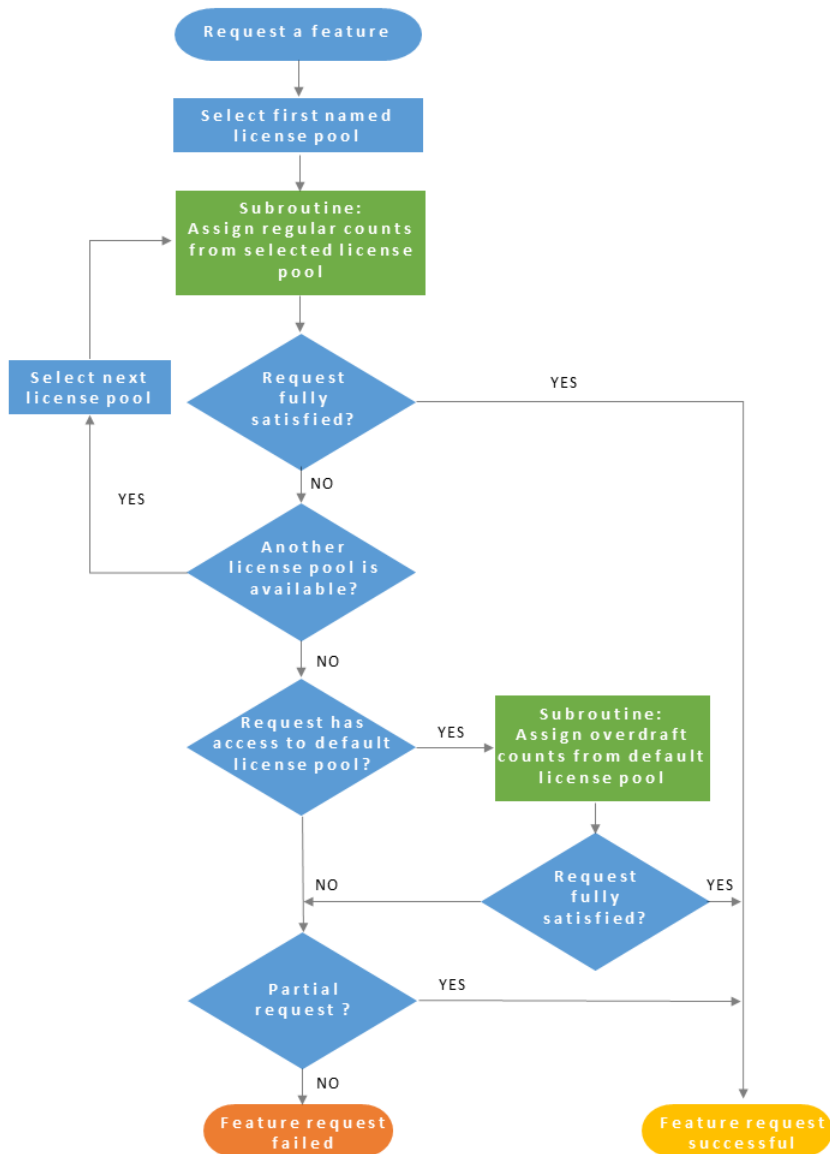 Request a feature
Select first named
license pool
Subroutine:
Assign regular counts
from selected license
pool
Select next
license pool
Request
fully
satisfied?
YES
NO
YES
Another
license pool is
available?
NO
Request has
access to default
license pool?
YES
Subroutine:
Assign overdraft
counts from default
license pool
NO
Request
fully
satisfied?
YES
Partial
request ?
YES
NO
Feature request
failed
Feature request
successful